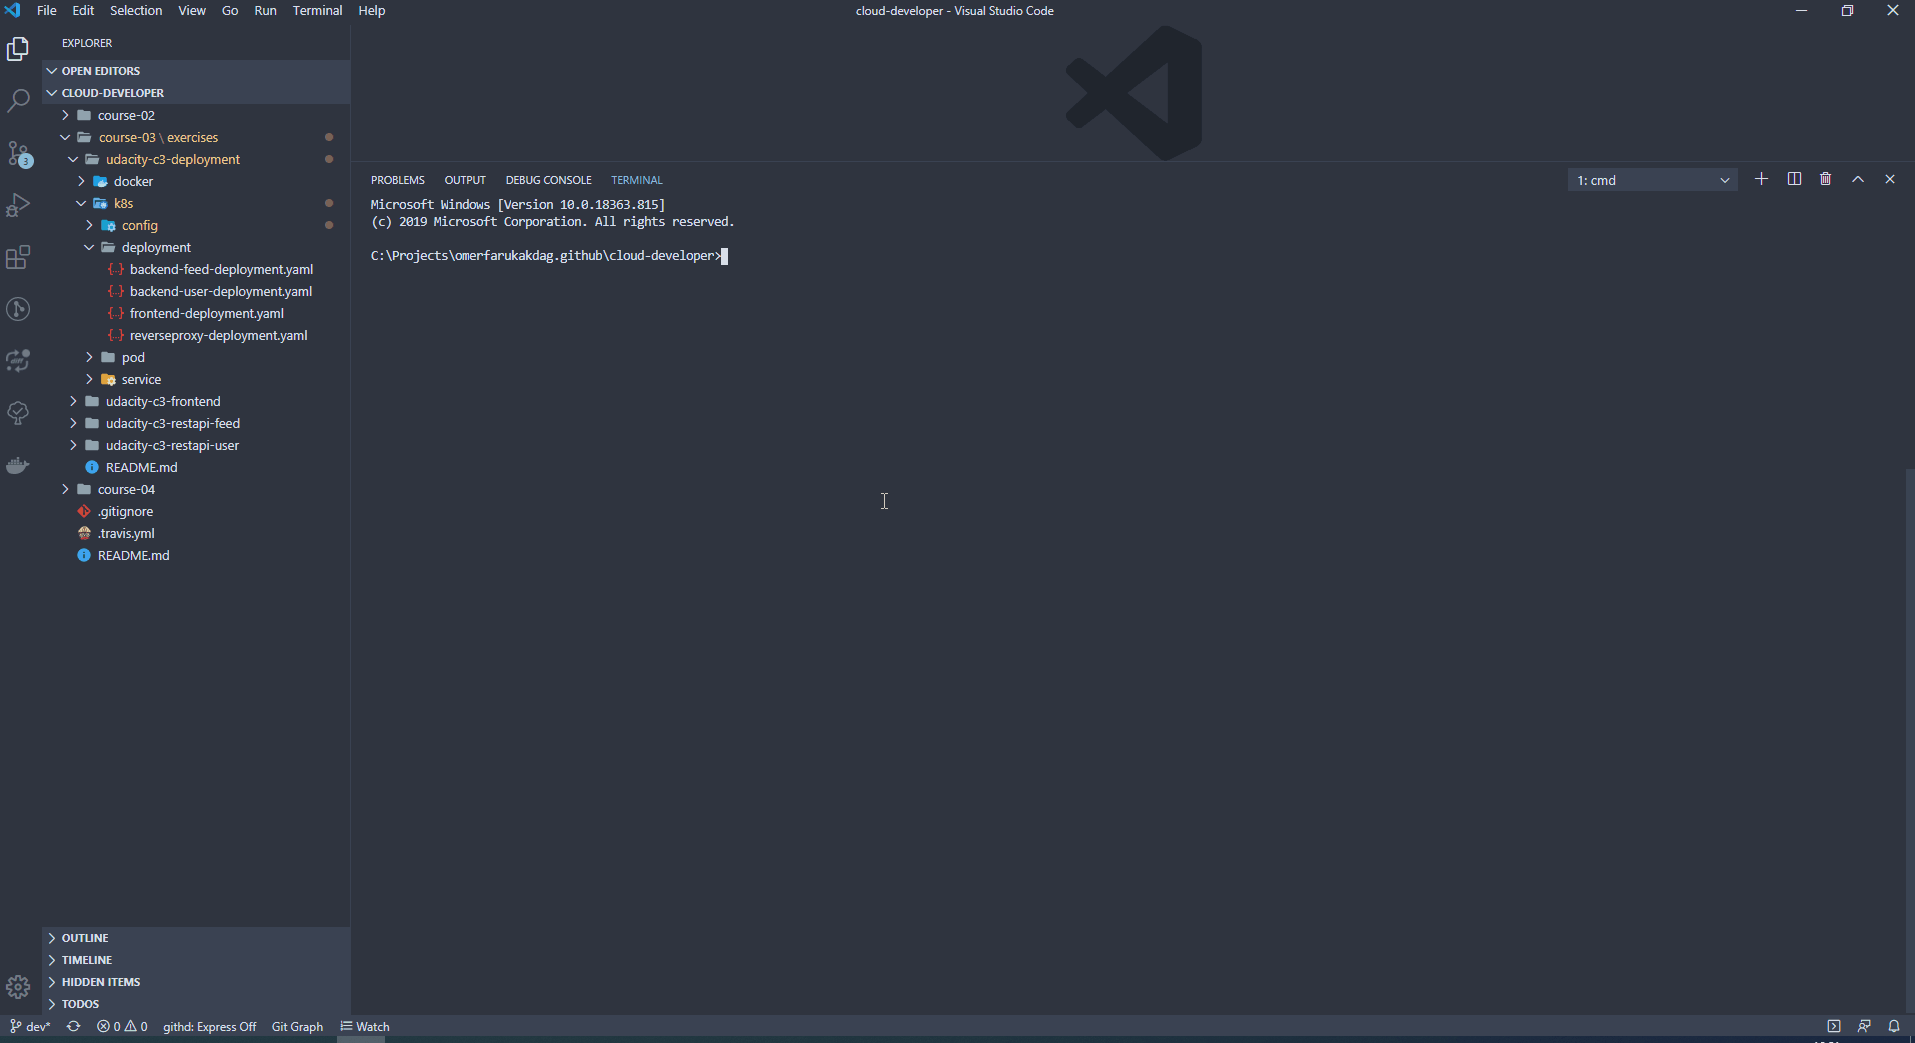 File Edit Selection View Go Run Terminal Help
cloud-developer - Visual Studio Code
EXPLORER
OPEN EDITORS
CLOUD-DEVELOPER
course-02
course-03 \ exercises
udacity-c3-deployment
docker
k8s
config
deployment
backend-feed-deployment.yaml
backend-user-deployment.yaml
frontend-deployment.yaml
reverseproxy-deployment.yaml
pod
service
udacity-c3-frontend
udacity-c3-restapi-feed
udacity-c3-restapi-user
README.md
course-04
.gitignore
.travis.yml
README.md
OUTLINE
TIMELINE
HIDDEN ITEMS
TODOS
3
PROBLEMS OUTPUT DEBUG CONSOLE TERMINAL
1: cmd
Microsoft Windows [Version 10.0.18363.815]
(c) 2019 Microsoft Corporation. All rights reserved.
C:\Projects\omerfarukakdag.github\cloud-developer>
dev* 0 0 githd: Express Off Git Graph Watch